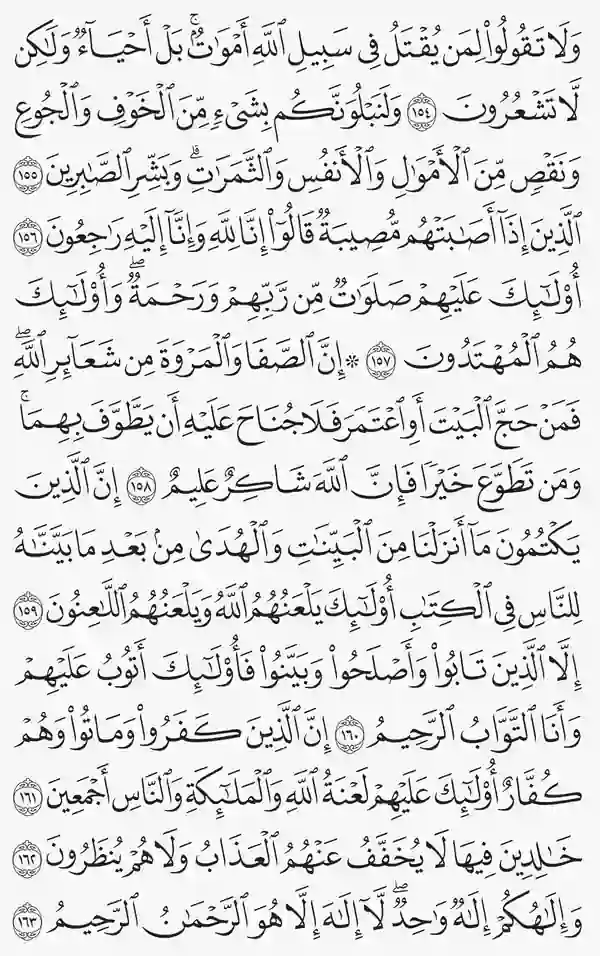 وَلَا تَقُولُوا۟ لِمَن يُقْتَلُ فِى سَبِيلِ ٱللَّهِ أَمْوَٰتٌۢ ۚ بَلْ أَحْيَآءٌ وَلَٰكِن
لَّا تَشْعُرُونَ ١٥٤ وَلَنَبْلُوَنَّكُم بِشَىْءٍ مِّنَ ٱلْخَوْفِ وَٱلْجُوعِ
وَنَقْصٍ مِّنَ ٱلْأَمْوَٰلِ وَٱلْأَنفُسِ وَٱلثَّمَرَٰتِ ۗ وَبَشِّرِ ٱلصَّٰبِرِينَ ١٥٥
ٱلَّذِينَ إِذَآ أَصَٰبَتْهُم مُّصِيبَةٌ قَالُوٓا۟ إِنَّا لِلَّهِ وَإِنَّآ إِلَيْهِ رَٰجِعُونَ ١٥٦
أُو۟لَٰٓئِكَ عَلَيْهِمْ صَلَوَٰتٌ مِّن رَّبِّهِمْ وَرَحْمَةٌ ۖ وَأُو۟لَٰٓئِكَ
هُمُ ٱلْمُهْتَدُونَ ١٥٧ ۞ إِنَّ ٱلصَّفَا وَٱلْمَرْوَةَ مِن شَعَآئِرِ ٱللَّهِ ۖ
فَمَنْ حَجَّ ٱلْبَيْتَ أَوِ ٱعْتَمَرَ فَلَا جُنَاحَ عَلَيْهِ أَن يَطَّوَّفَ بِهِمَا ۚ
وَمَن تَطَوَّعَ خَيْرًا فَإِنَّ ٱللَّهَ شَاكِرٌ عَلِيمٌ ١٥٨ إِنَّ ٱلَّذِينَ
يَكْتُمُونَ مَآ أَنزَلْنَا مِنَ ٱلْبَيِّنَٰتِ وَٱلْهُدَىٰ مِنۢ بَعْدِ مَا بَيَّنَّٰهُ
لِلنَّاسِ فِى ٱلْكِتَٰبِ أُو۟لَٰٓئِكَ يَلْعَنُهُمُ ٱللَّهُ وَيَلْعَنُهُمُ ٱللَّٰعِنُونَ ١٥٩
إِلَّا ٱلَّذِينَ تَابُوا۟ وَأَصْلَحُوا۟ وَبَيَّنُوا۟ فَأُو۟لَٰٓئِكَ أَتُوبُ عَلَيْهِمْ
وَأَنَا ٱلتَّوَّابُ ٱلرَّحِيمُ ١٦٠ إِنَّ ٱلَّذِينَ كَفَرُوا۟ وَمَاتُوا۟ وَهُمْ
كُفَّارٌ أُو۟لَٰٓئِكَ عَلَيْهِمْ لَعْنَةُ ٱللَّهِ وَٱلْمَلَٰٓئِكَةِ وَٱلنَّاسِ أَجْمَعِينَ ١٦١
خَٰلِدِينَ فِيهَا لَا يُخَفَّفُ عَنْهُمُ ٱلْعَذَابُ وَلَا هُمْ يُنظَرُونَ ١٦٢
وَإِلَٰهُكُمْ إِلَٰهٌ وَٰحِدٌ ۖ لَّآ إِلَٰهَ إِلَّا هُوَ ٱلرَّحْمَٰنُ ٱلرَّحِيمُ ١٦٣